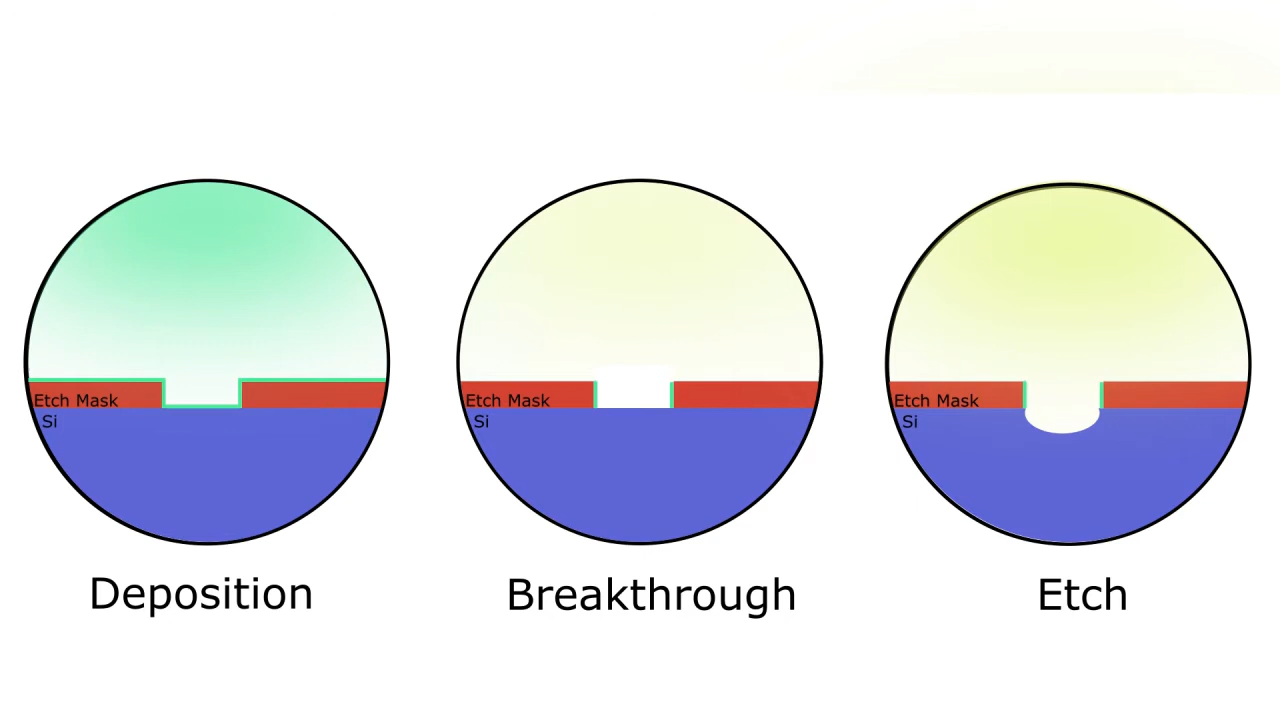 Etch Mask
Si
Etch Mask
Si
Etch Mask
Si
Deposition
Breakthrough
Etch